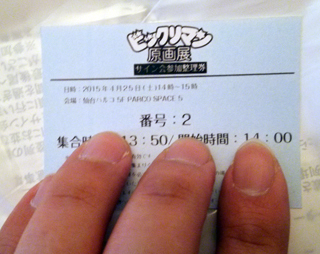 ビックリマン
原画展
サイン会参加整理券
日時：2015年4月25日(土)14時～15時
会場：仙台パルコ 5F PARCO SPACE 5
番号：2
集合時 13:50/開始時間：14:00